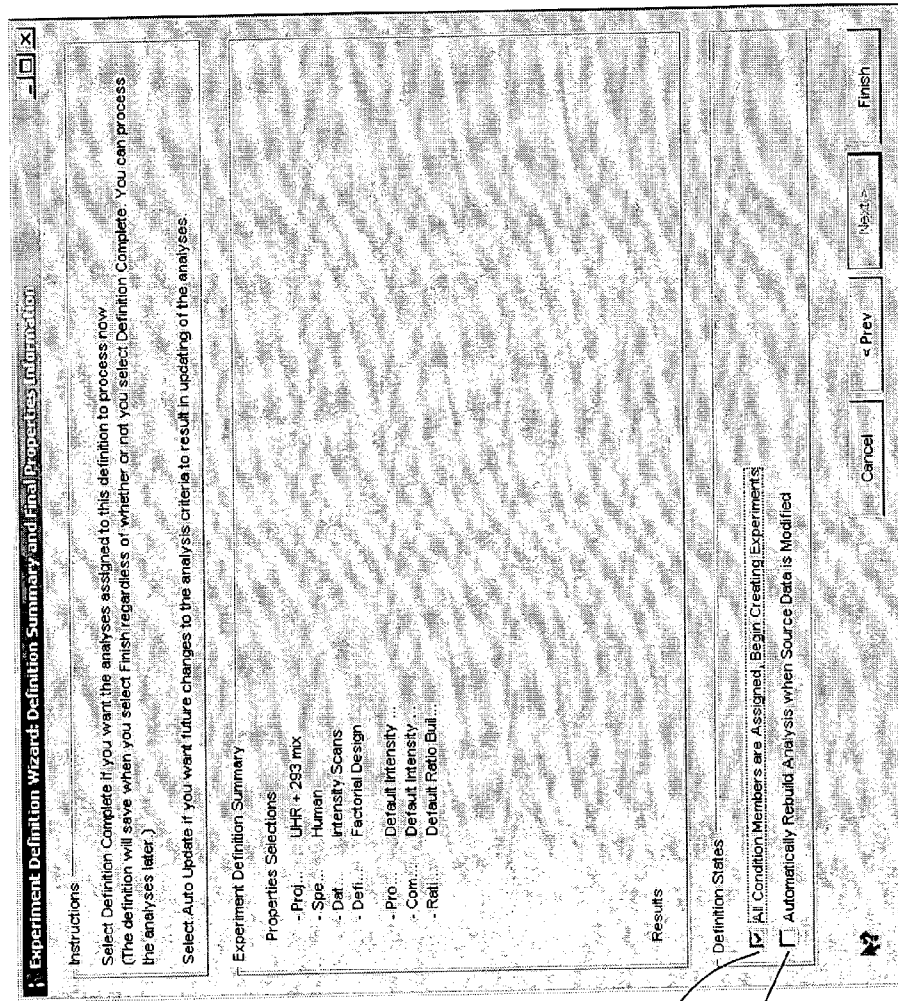 Experiment Definition Wizard: Definition Summary and Final Properties Information
Instructions
Select Definition Complete if you want the analyses assigned to this definition to process now
(The definition will save when you select Finish regardless of whether or not you select Definition Complete. You can process
the analyses later.)
Select Auto Update if you want future changes to the analysis criteria to result in updating of the analyses
Experiment Definition Summary
Properties Selections
- Proj... UHR + 293 mix
- Spe... Human
- Dat... Intensity Scans
- Defi... Factorial Design
- Pro... Default Intensity ...
- Com... Default Intensity ...
- Rati... Default Ratio Buil...
Results
Definition States
All Condition Members are Assigned, Begin Creating Experiments
Automatically Rebuild Analysis when Source Data is Modified
Cancel
< Prev
Next >
Finish